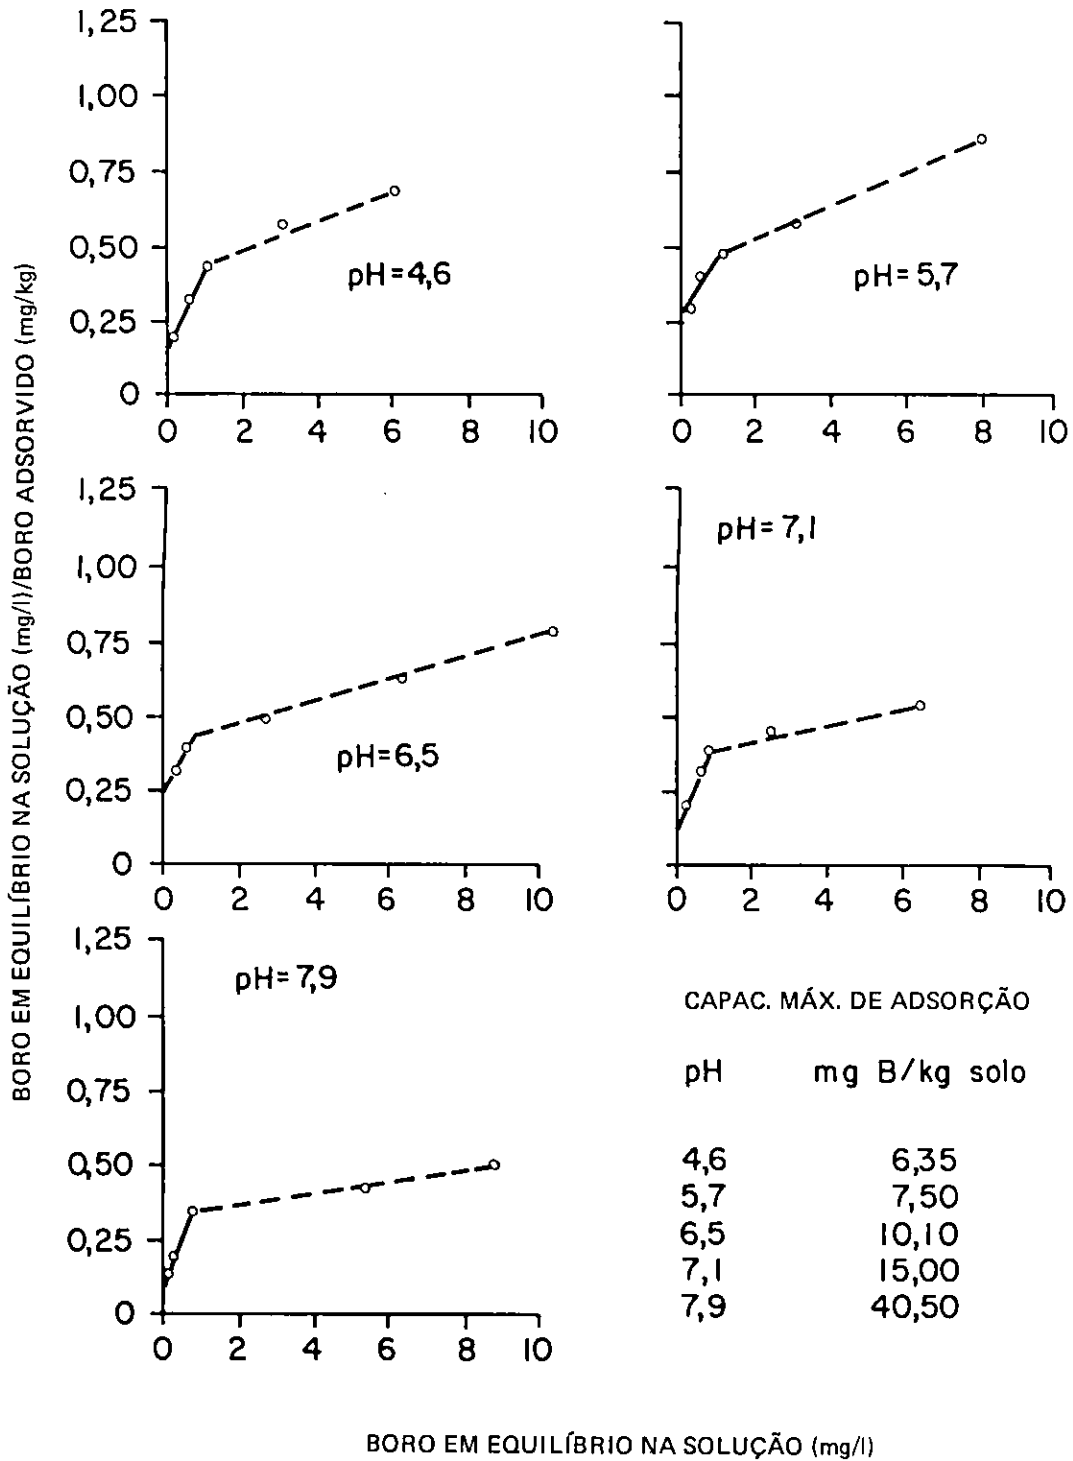 BORO EM EQUILÍBRIO NA SOLUÇÃO (mg/l)/BORO ADSORVIDO (mg/kg)
1,25
1,00
0,75
0,50
0,25
0
0 2 4 6 8 10
pH=4,6
0 2 4 6 8 10
pH=5,7
1,25
1,00
0,75
0,50
0,25
0
0 2 4 6 8 10
pH=6,5
pH=7,1
0 2 4 6 8 10
1,25
1,00
0,75
0,50
0,25
0
0 2 4 6 8 10
pH=7,9
CAPAC. MÁX. DE ADSORÇÃO
pH mg B/kg solo
4,6 6,35
5,7 7,50
6,5 10,10
7,1 15,00
7,9 40,50
BORO EM EQUILÍBRIO NA SOLUÇÃO (mg/l)